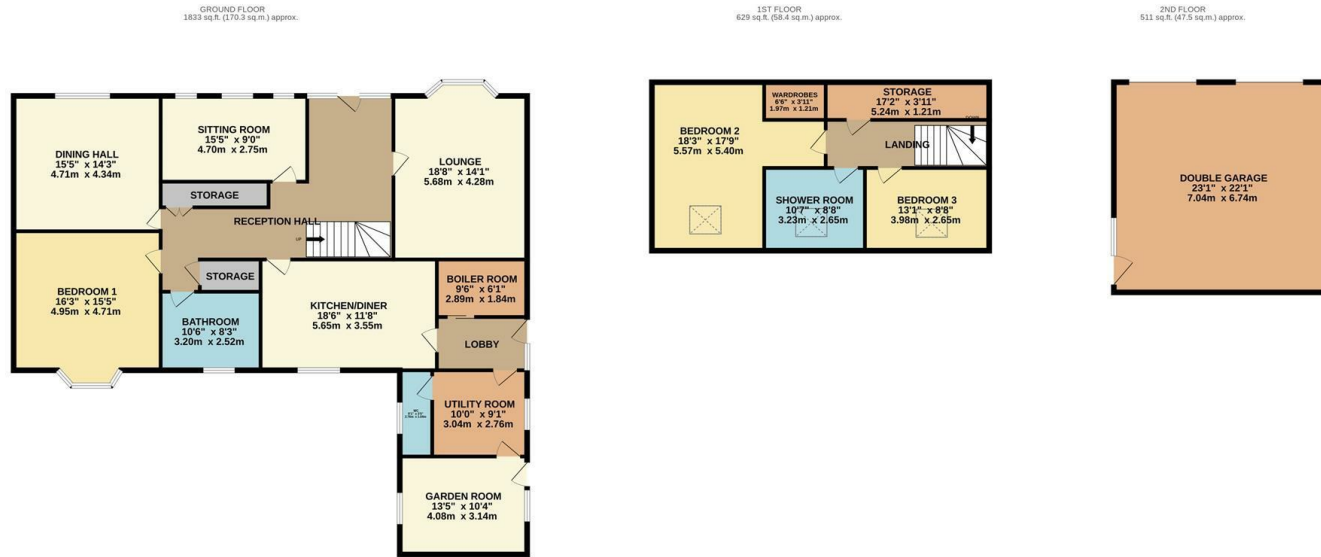 GROUND FLOOR
1833 sq.ft. (170.3 sq.m.) approx.
1ST FLOOR
629 sq.ft. (58.4 sq.m.) approx.
2ND FLOOR
511 sq.ft. (47.5 sq.m.) approx.
DINING HALL
15'5" x 14'3"
4.71m x 4.34m
SITTING ROOM
15'5" x 9'0"
4.70m x 2.75m
LOUNGE
18'8" x 14'1"
5.68m x 4.28m
STORAGE
RECEPTION HALL
UP
BEDROOM 1
16'3" x 15'5"
4.95m x 4.71m
STORAGE
BATHROOM
10'6" x 8'3"
3.20m x 2.52m
KITCHEN/DINER
18'6" x 11'8"
5.65m x 3.55m
BOILER ROOM
9'6" x 6'1"
2.89m x 1.84m
LOBBY
UTILITY ROOM
10'0" x 9'1"
3.04m x 2.76m
GARDEN ROOM
13'5" x 10'4"
4.08m x 3.14m
BEDROOM 2
18'3" x 17'9"
5.57m x 5.40m
WARDROBES
6'6" x 3'11"
1.97m x 1.21m
STORAGE
17'2" x 3'11"
5.24m x 1.21m
DOWN
LANDING
SHOWER ROOM
10'7" x 8'8"
3.23m x 2.65m
BEDROOM 3
13'1" x 8'8"
3.98m x 2.65m
DOUBLE GARAGE
23'1" x 22'1"
7.04m x 6.74m